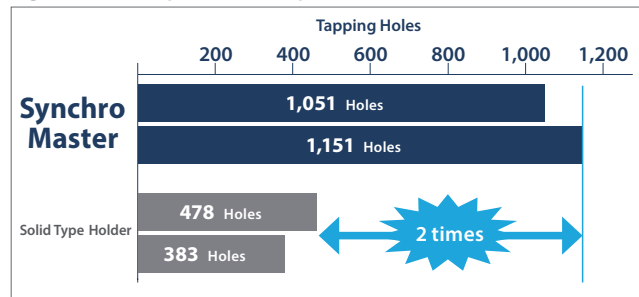 Tapping Holes
200 400 600 800 1,000 1,200
Synchro
Master
1,051 Holes
1,151 Holes
Solid Type Holder
478 Holes
383 Holes
2 times